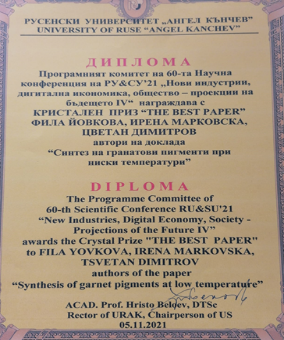 РУСЕНСКИ УНИВЕРСИТЕТ „АНГЕЛ КЪНЧЕВ“
UNIVERSITY OF RUSE “ANGEL KANCHEV”
ДИПЛОМА
Програмният комитет на 60-та Научна
конференция на РУ&СУ'21 „Нови индустрии,
дигитална икономика, общество – проекции на
бъдещето IV“ награждава с
КРИСТАЛЕН ПРИЗ “THE BEST PAPER”
ФИЛА ЙОВКОВА, ИРЕНА МАРКОВСКА,
ЦВЕТАН ДИМИТРОВ
автори на доклада
“Синтез на гранатови пигменти при
ниски температури”
DIPLOMA
The Programme Committee of
60-th Scientific Conference RU&SU'21
“New Industries, Digital Economy, Society -
Projections of the Future IV”
awards the Crystal Prize "THE BEST PAPER"
to FILA YOVKOVA, IRENA MARKOVSKA,
TSVETAN DIMITROV
authors of the paper
“Synthesis of garnet pigments at low temperature”
ACAD. Prof. Hristo Beloev, DTSc
Rector of URAK, Chairperson of US
05.11.2021